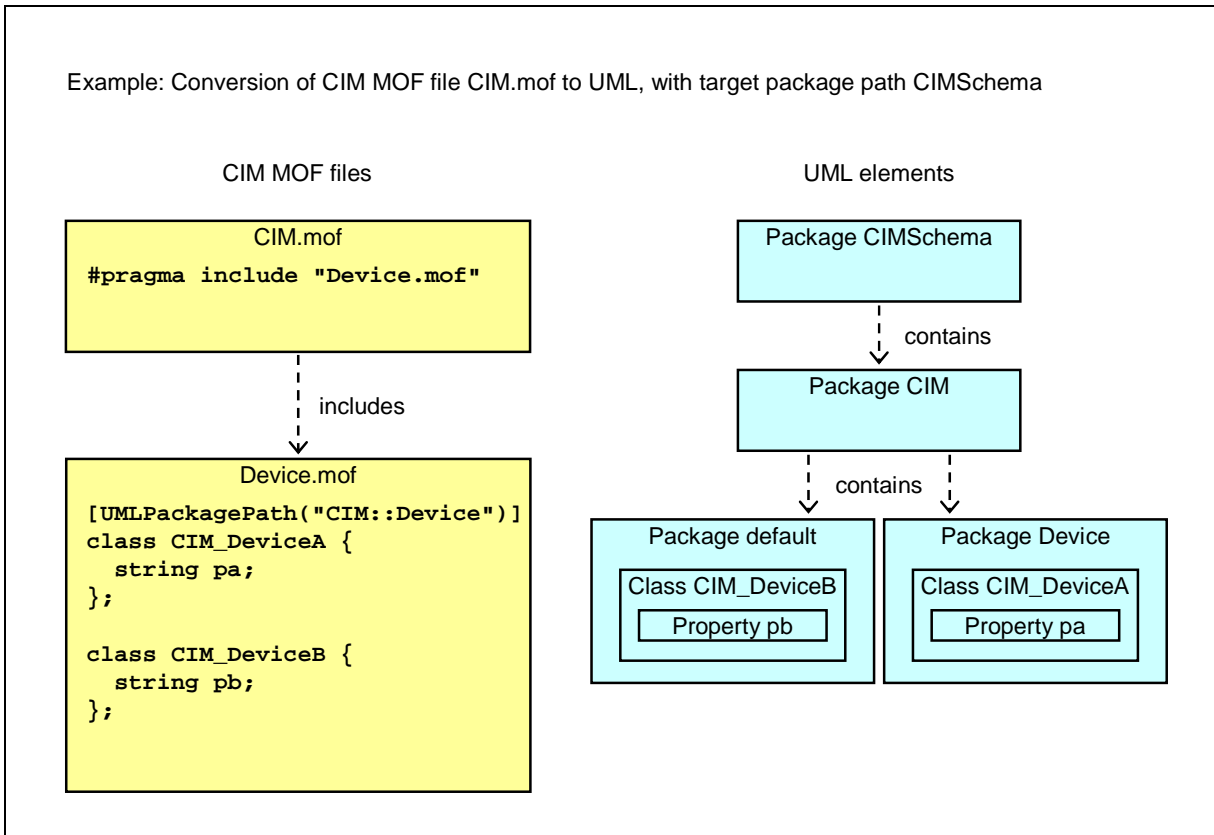 Example: Conversion of CIM MOF file CIM.mof to UML, with target package path CIMSchema
CIM MOF files
CIM.mof
#pragma include "Device.mof"
includes
Device.mof
[UMLPackagePath("CIM::Device")]
class CIM_DeviceA {
string pa;
};
class CIM_DeviceB {
string pb;
};
UML elements
Package CIMSchema
contains
Package CIM
contains
Package default
Class CIM_DeviceB
Property pb
Package Device
Class CIM_DeviceA
Property pa